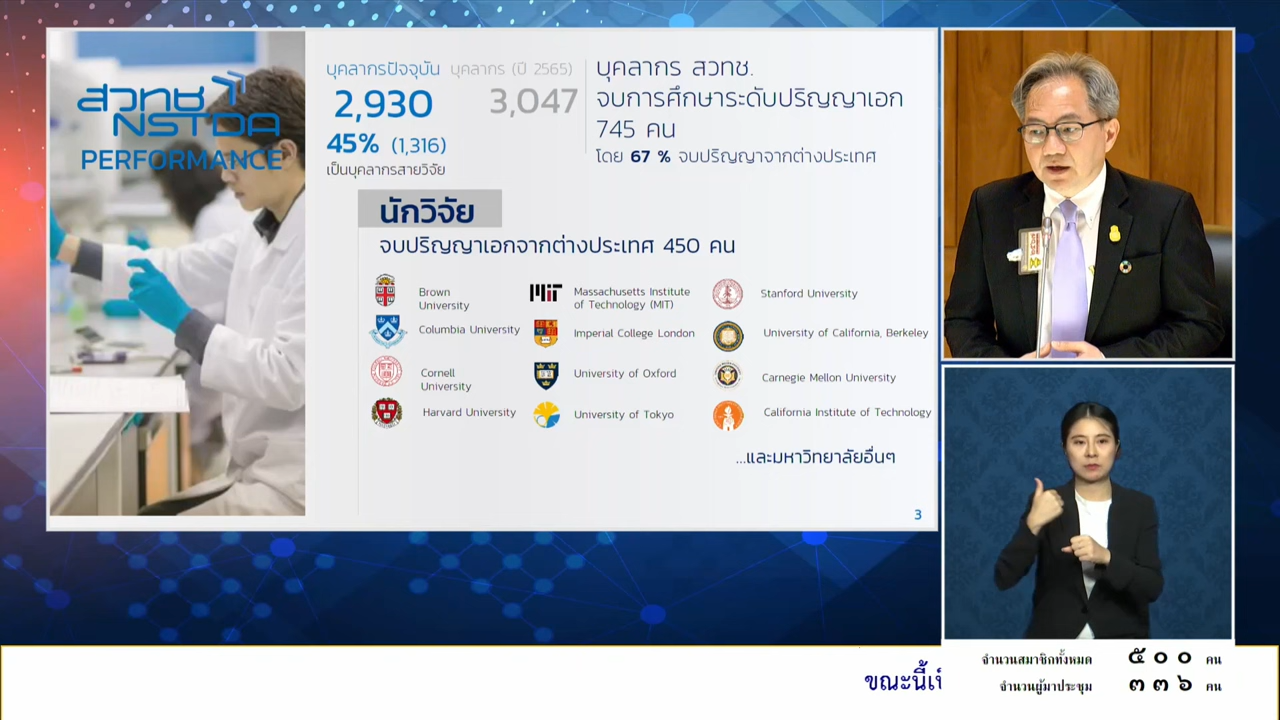 สวทช
NSTDA
PERFORMANCE
บุคลากรปัจจุบัน
2,930
45% (1,316)
เป็นบุคลากรสายวิจัย
บุคลากร (ปี 2565)
3,047
บุคลากร สวทช.
จบการศึกษาระดับปริญญาเอก
745 คน
โดย 67 % จบปริญญาจากต่างประเทศ
นักวิจัย
จบปริญญาเอกจากต่างประเทศ 450 คน
Brown
University
Massachusetts Institute
of Technology (MIT)
Stanford University
Columbia University
Imperial College London
University of California, Berkeley
Cornell
University
University of Oxford
Carnegie Mellon University
Harvard University
University of Tokyo
California Institute of Technology
...และมหาวิทยาลัยอื่นๆ
3
จำนวนสมาชิกทั้งหมด ๕๐๐ คน
จำนวนผู้มาประชุม ๓๓๖ คน
ขณะนี้เ